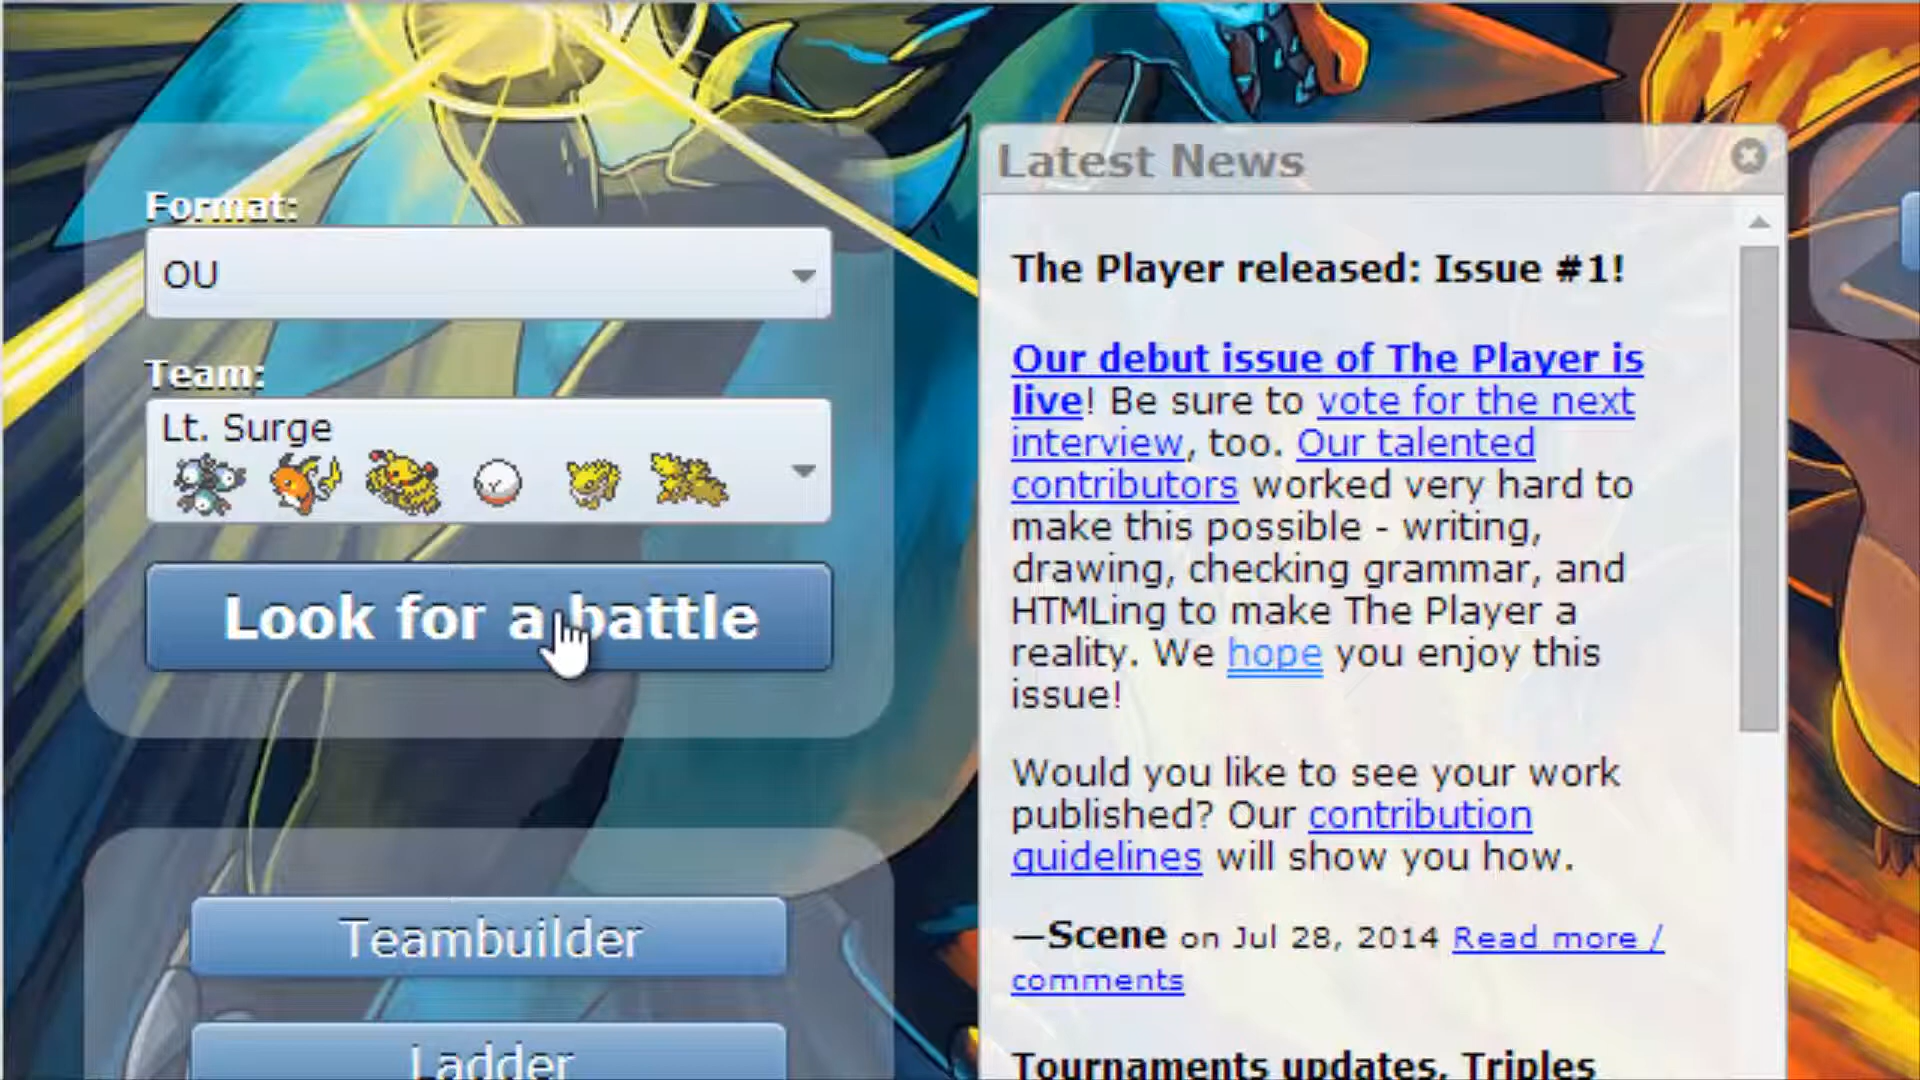 Format:
OU
Team:
Lt. Surge
Look for a battle
Teambuilder
Ladder
Latest News
The Player released: Issue #1!
Our debut issue of The Player is
live! Be sure to vote for the next
interview, too. Our talented
contributors worked very hard to
make this possible - writing,
drawing, checking grammar, and
HTMLing to make The Player a
reality. We hope you enjoy this
issue!
Would you like to see your work
published? Our contribution
guidelines will show you how.
—Scene on Jul 28, 2014 Read more /
comments
Tournaments updates, Triples